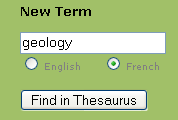 New Term
geology
English French
Find in Thesaurus